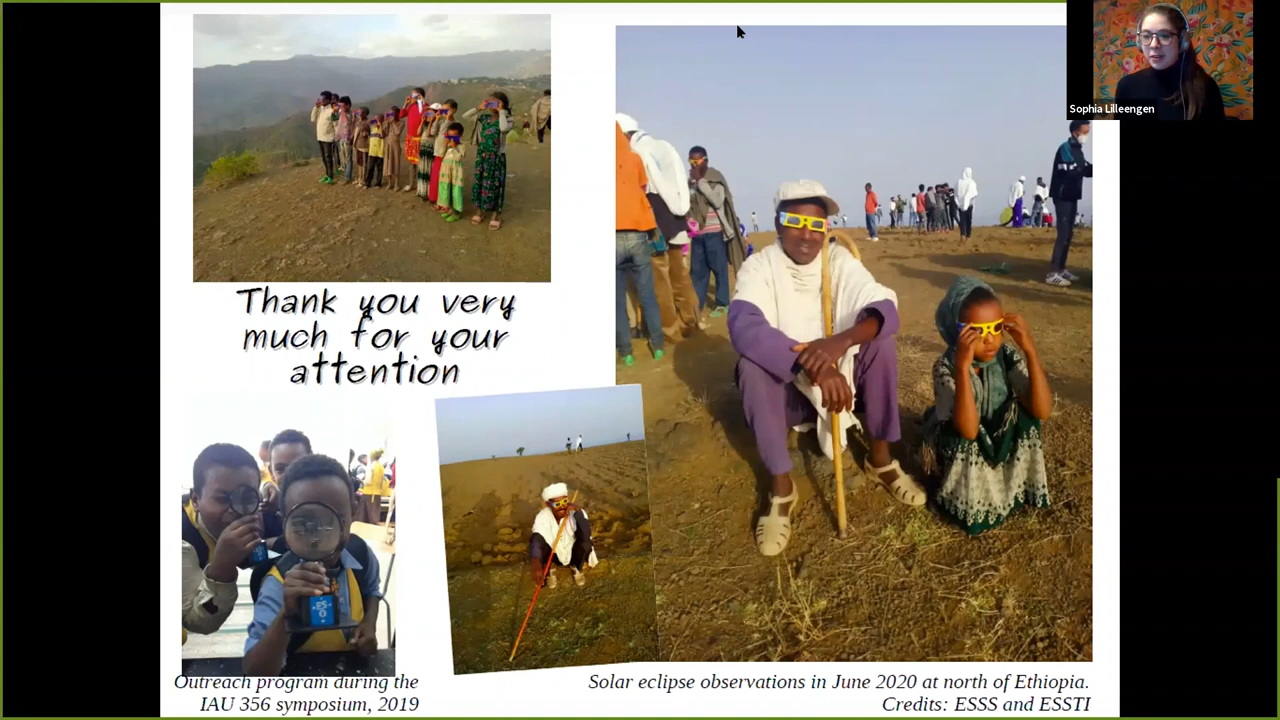 Sophia Lilleengen
Thank you very
much for your
attention
ES
O
Outreach program during the
IAU 356 symposium, 2019
Solar eclipse observations in June 2020 at north of Ethiopia.
Credits: ESSS and ESSTI